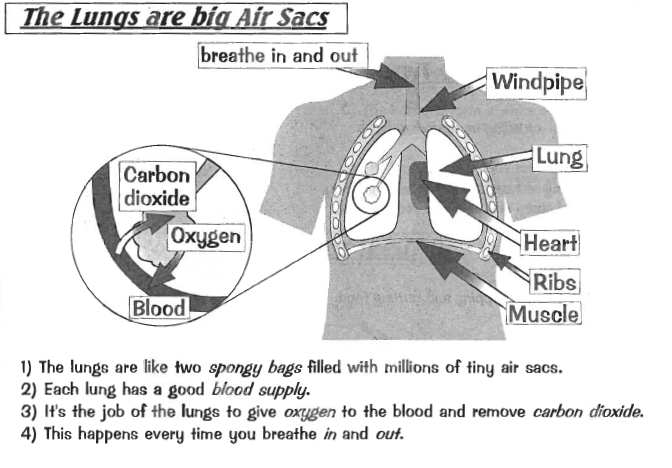 The Lungs are big Air Sacs
breathe in and out
Windpipe
Lung
Carbon
dioxide
Oxygen
Heart
Ribs
Blood
Muscle
1) The lungs are like two spongy bags filled with millions of tiny air sacs.
2) Each lung has a good blood supply.
3) It's the job of the lungs to give oxygen to the blood and remove carbon dioxide.
4) This happens every time you breathe in and out.